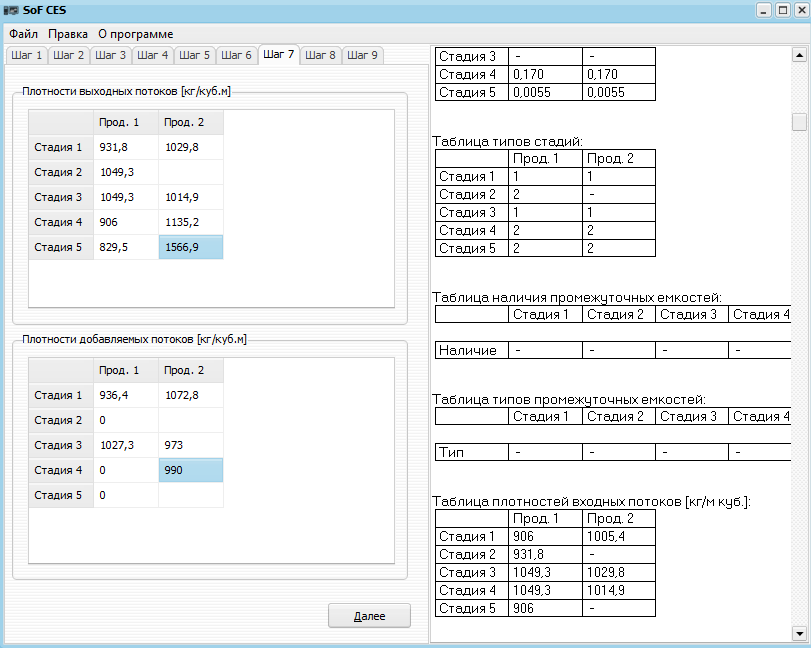 SoF CES
Файл Правка О программе
Шаг 1 Шаг 2 Шаг 3 Шаг 4 Шаг 5 Шаг 6 Шаг 7 Шаг 8 Шаг 9
Плотности выходных потоков [кг/куб.м]
Прод. 1 Прод. 2
Стадия 1 931,8 1029,8
Стадия 2 1049,3
Стадия 3 1049,3 1014,9
Стадия 4 906 1135,2
Стадия 5 829,5 1566,9
Плотности добавляемых потоков [кг/куб.м]
Прод. 1 Прод. 2
Стадия 1 936,4 1072,8
Стадия 2 0
Стадия 3 1027,3 973
Стадия 4 0 990
Стадия 5 0
Далее
Стадия 3 - -
Стадия 4 0,170 0,170
Стадия 5 0,0055 0,0055
Таблица типов стадий:
Прод. 1 Прод. 2
Стадия 1 1 1
Стадия 2 2 -
Стадия 3 1 1
Стадия 4 2 2
Стадия 5 2 2
Таблица наличия промежуточных емкостей:
Стадия 1 Стадия 2 Стадия 3 Стадия 4
Наличие - - - -
Таблица типов промежуточных емкостей:
Стадия 1 Стадия 2 Стадия 3 Стадия 4
Тип - - - -
Таблица плотностей входных потоков [кг/м куб.]:
Прод. 1 Прод. 2
Стадия 1 906 1005,4
Стадия 2 931,8 -
Стадия 3 1049,3 1029,8
Стадия 4 1049,3 1014,9
Стадия 5 906 -